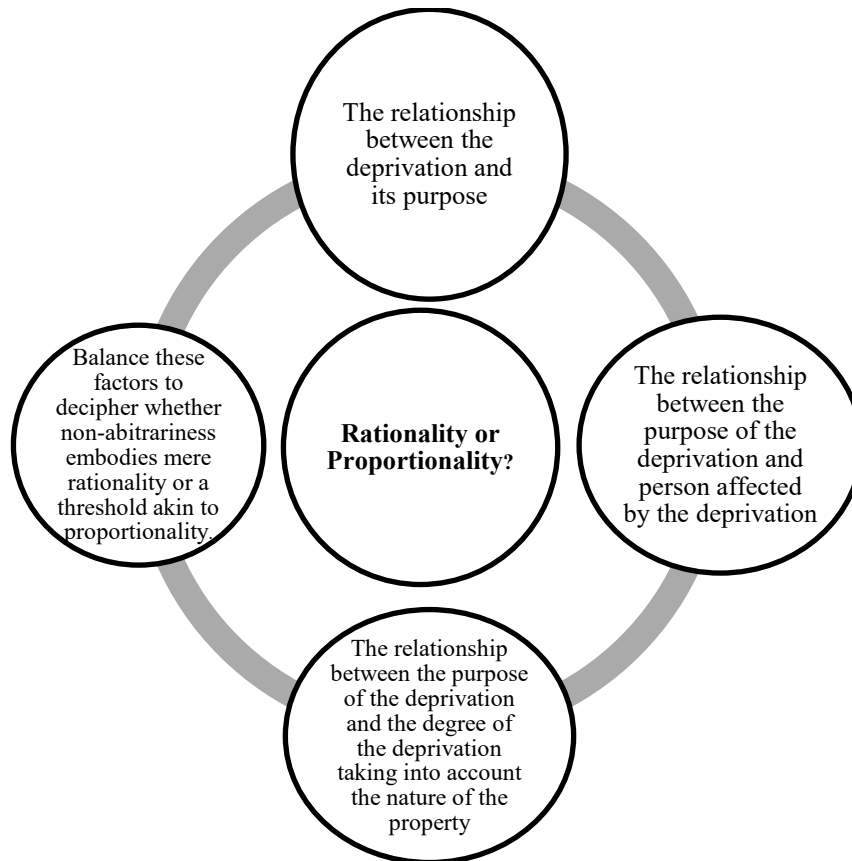 The relationship
between the
deprivation and
its purpose
The relationship
between the
purpose of the
deprivation and
person affected
by the deprivation
The relationship
between the purpose
of the deprivation
and the degree of
the deprivation
taking into account
the nature of the
property
Balance these
factors to
decipher whether
non-abitrariness
embodies mere
rationality or a
threshold akin to
proportionality.
Rationality or
Proportionality?